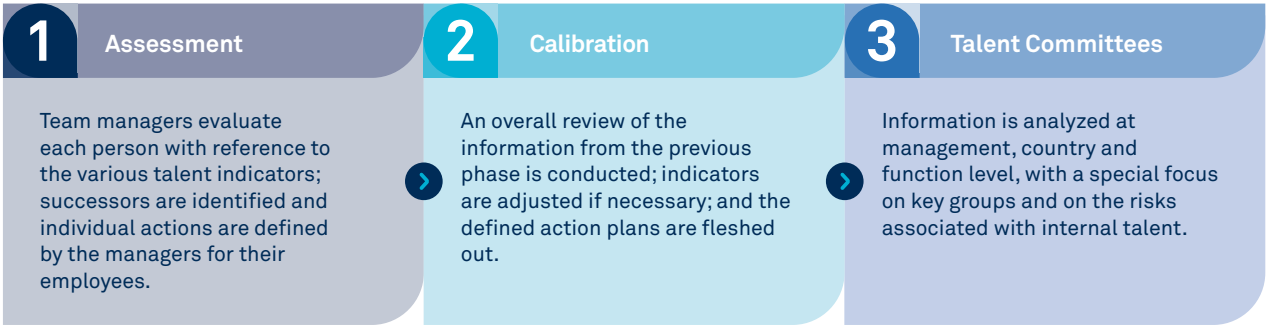 1
Assessment
Team managers evaluate
each person with reference to
the various talent indicators;
successors are identified and
individual actions are defined
by the managers for their
employees.
2
Calibration
An overall review of the
information from the previous
phase is conducted; indicators
are adjusted if necessary; and the
defined action plans are fleshed
out.
3
Talent Committees
Information is analyzed at
management, country and
function level, with a special focus
on key groups and on the risks
associated with internal talent.